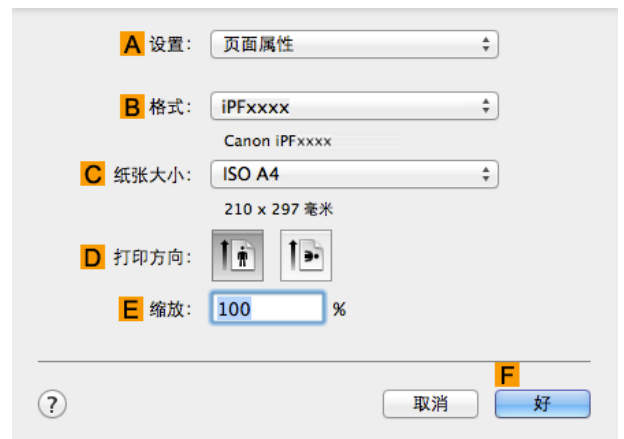 A 设置： 页面属性
B 格式： iPFxxxx
Canon iPFxxxx
C 纸张大小： ISO A4
210 x 297 毫米
D 打印方向：
E 缩放： 100 %
F
? 取消 好